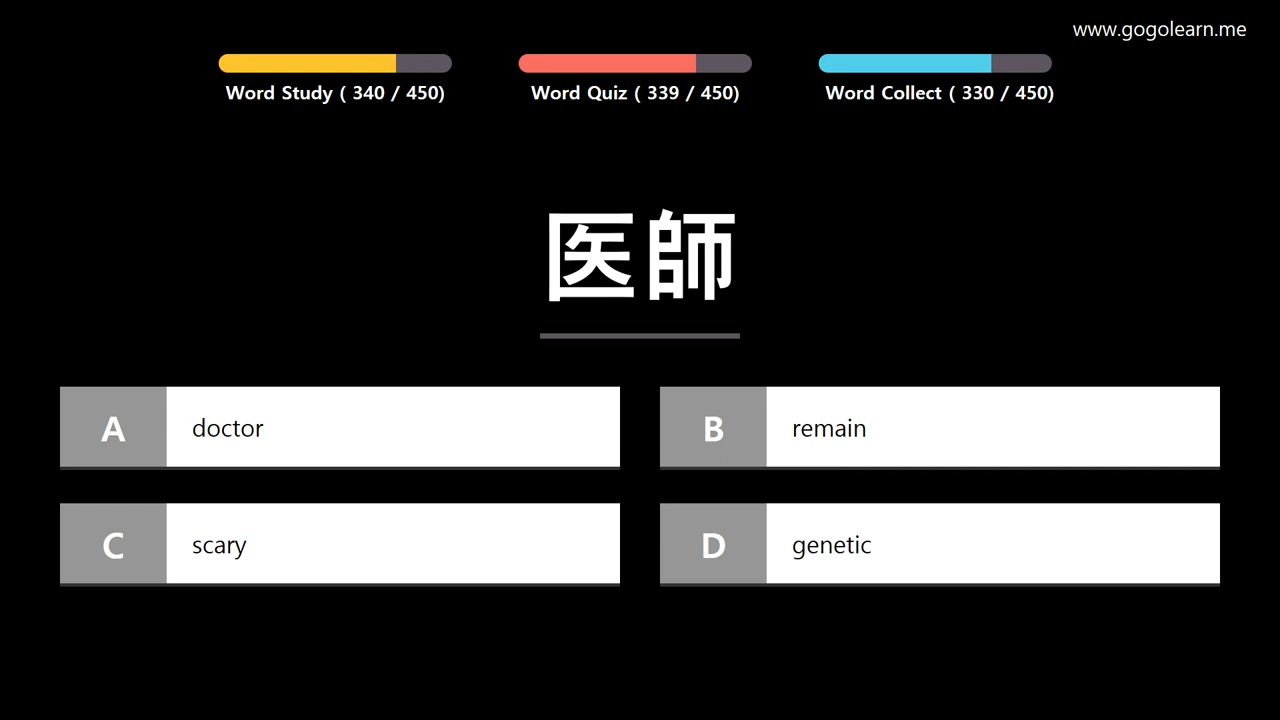 www.gogolearn.me
Word Study ( 340 / 450)
Word Quiz ( 339 / 450)
Word Collect ( 330 / 450)
医師
A doctor
B remain
C scary
D genetic